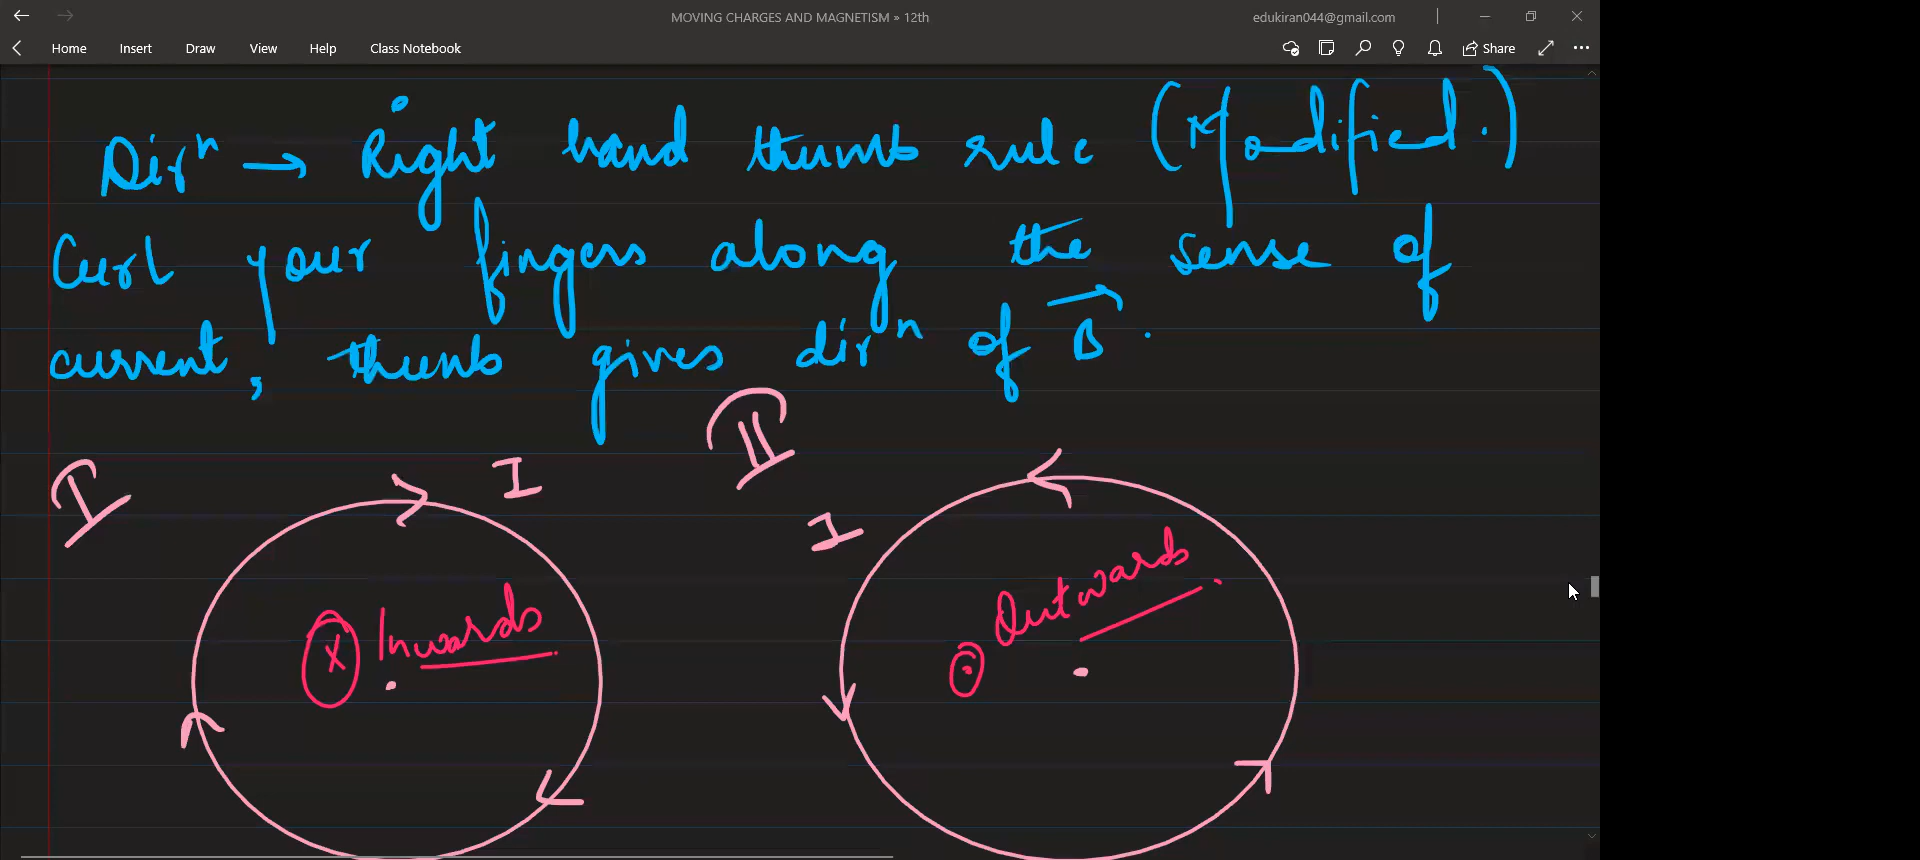 MOVING CHARGES AND MAGNETISM » 12th
edukiran044@gmail.com
Home Insert Draw View Help Class Notebook Share
Dirⁿ → Right hand thumb rule (Modified.)
Curl your fingers along the sense of
current, thumb gives dirⁿ of B⃗.
I
I
II
I
x Inwards
Outwards.